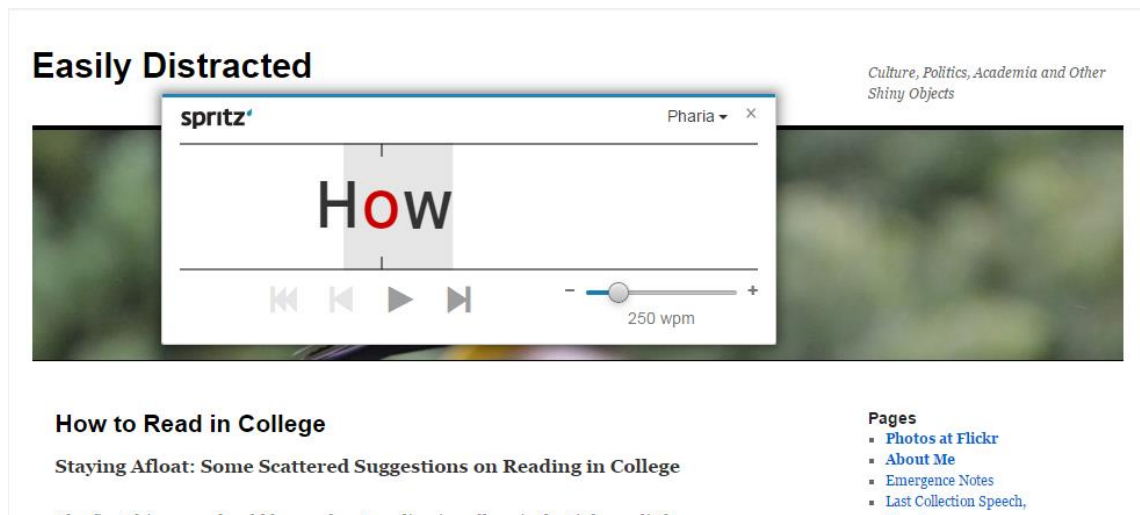 Easily Distracted
Culture, Politics, Academia and Other
Shiny Objects
sprıtz
Pharia
×
How
−
+
250 wpm
How to Read in College
Staying Afloat: Some Scattered Suggestions on Reading in College
Pages
Photos at Flickr
About Me
Emergence Notes
Last Collection Speech,